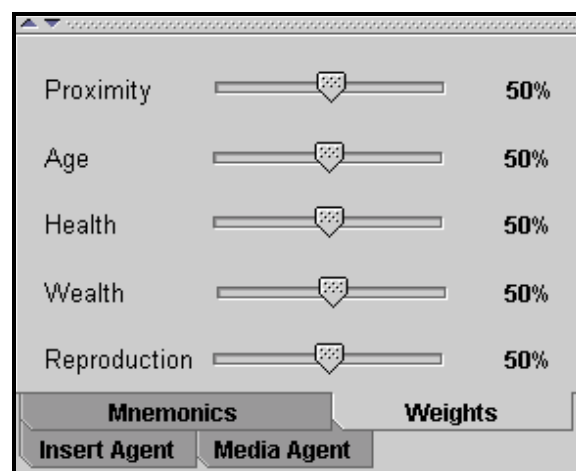 Proximity 50%
Age 50%
Health 50%
Wealth 50%
Reproduction 50%
Mnemonics Weights
Insert Agent Media Agent